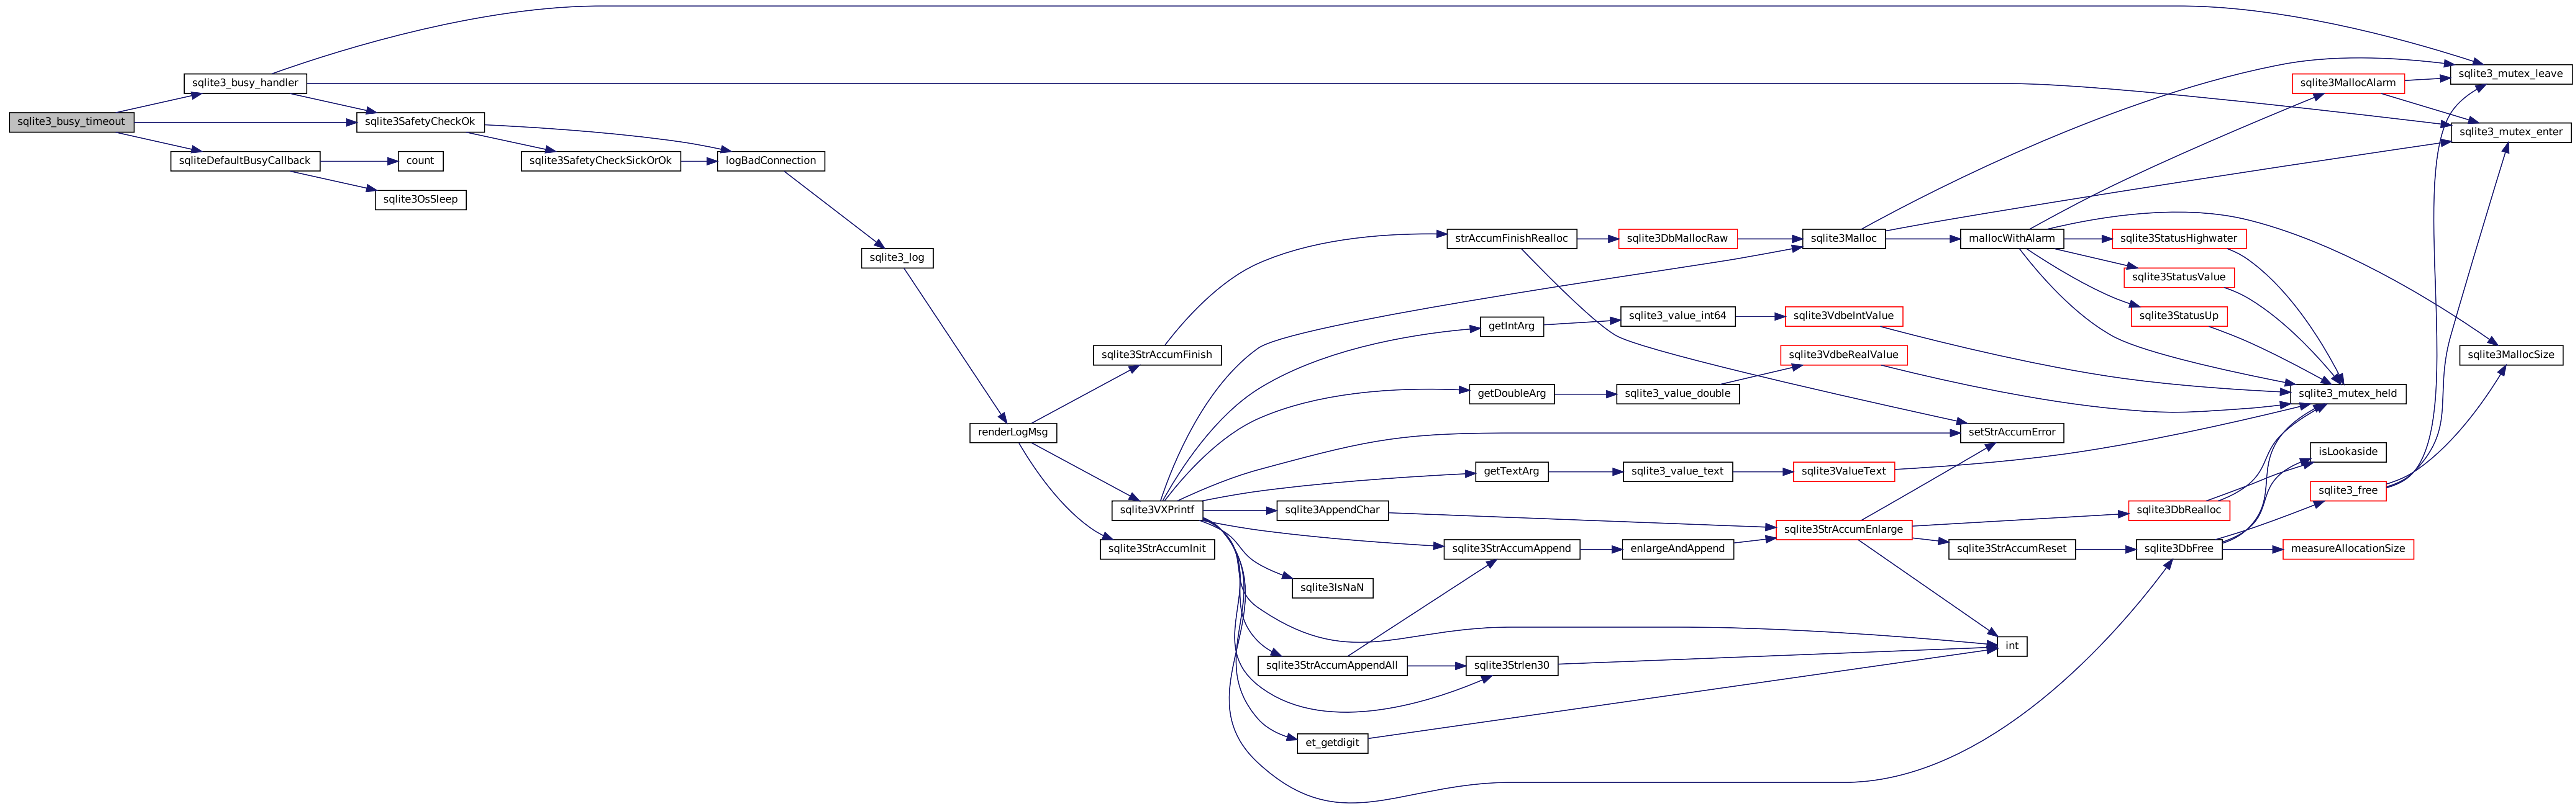 sqlite3_busy_timeout
sqlite3_busy_handler
sqliteDefaultBusyCallback
sqlite3SafetyCheckOk
count
sqlite3OsSleep
sqlite3SafetyCheckSickOrOk
logBadConnection
sqlite3_log
renderLogMsg
sqlite3StrAccumFinish
sqlite3VXPrintf
sqlite3StrAccumInit
sqlite3AppendChar
sqlite3IsNaN
sqlite3StrAccumAppendAll
et_getdigit
strAccumFinishRealloc
getIntArg
getDoubleArg
getTextArg
sqlite3StrAccumAppend
sqlite3Strlen30
sqlite3DbMallocRaw
sqlite3_value_int64
sqlite3_value_double
sqlite3_value_text
enlargeAndAppend
sqlite3Malloc
sqlite3VdbeIntValue
sqlite3VdbeRealValue
sqlite3ValueText
sqlite3StrAccumEnlarge
mallocWithAlarm
setStrAccumError
sqlite3StrAccumReset
int
sqlite3StatusHighwater
sqlite3StatusValue
sqlite3StatusUp
sqlite3DbRealloc
sqlite3DbFree
sqlite3MallocAlarm
sqlite3_mutex_held
isLookaside
sqlite3_free
measureAllocationSize
sqlite3_mutex_leave
sqlite3_mutex_enter
sqlite3MallocSize